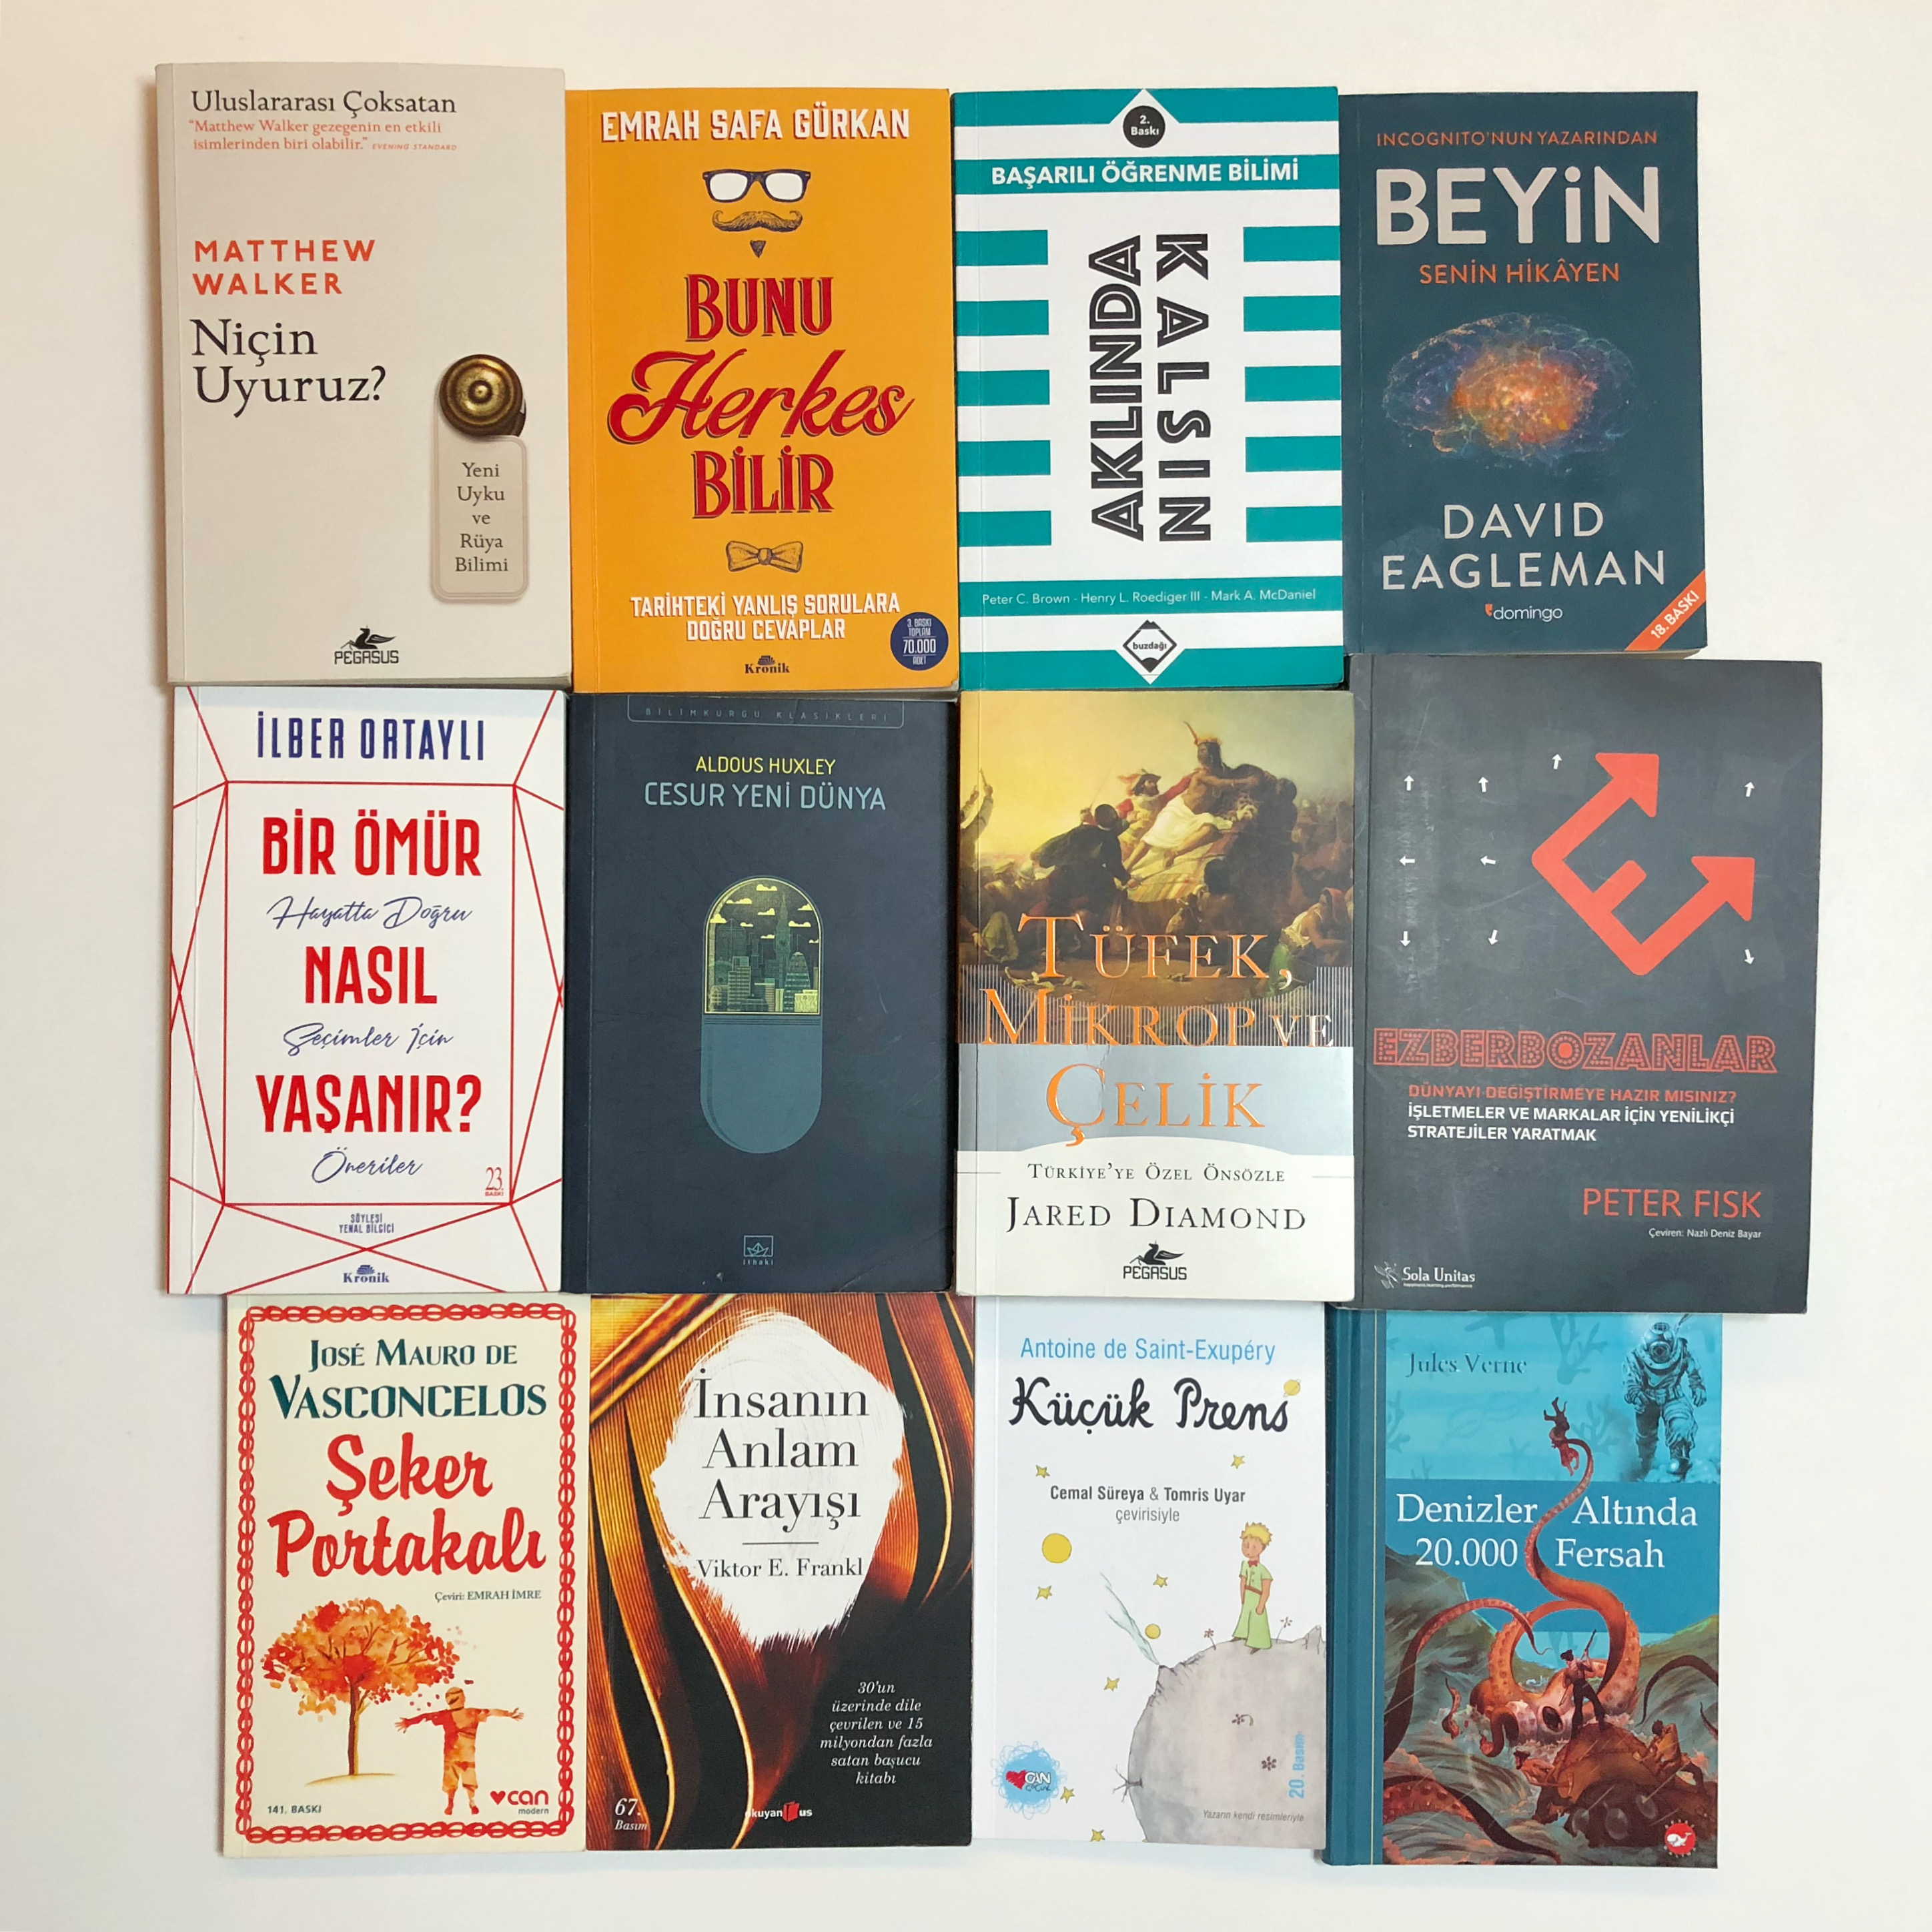 Uluslararası Çoksatan
“Matthew Walker gezegenin en etkili
isimlerinden biri olabilir.” EVENING STANDARD
MATTHEW
WALKER
Niçin
Uyuruz?
Yeni
Uyku
ve
Rüya
Bilimi
PEGASUS
EMRAH SAFA GÜRKAN
BUNU
Herkes
BİLİR
TARİHTEKİ YANLIŞ SORULARA
DOĞRU CEVAPLAR
3. BASKI
TOPLAM
70.000
ADET
Kronik
2.
Baskı
BAŞARILI ÖĞRENME BİLİMİ
AKLINDA
KALSIN
Peter C. Brown - Henry L. Roediger III - Mark A. McDaniel
buzdağı
INCOGNITO'NUN YAZARINDAN
BEYİN
SENİN HİKÂYEN
DAVID
EAGLEMAN
domingo
18. BASKI
İLBER ORTAYLI
BİR ÖMÜR
Hayatta Doğru
NASIL
Seçimler İçin
YAŞANIR?
Öneriler
23.
BASKI
SÖYLEŞİ
YENAL BİLGİCİ
Kronik
BİLİMKURGU KLASİKLERİ
ALDOUS HUXLEY
CESUR YENİ DÜNYA
ithaki
TÜFEK,
MİKROP VE
ÇELİK
TÜRKİYE'YE ÖZEL ÖNSÖZLE
JARED DIAMOND
PEGASUS
EZBERBOZANLAR
DÜNYAYI DEĞİŞTİRMEYE HAZIR MISINIZ?
İŞLETMELER VE MARKALAR İÇİN YENİLİKÇİ
STRATEJİLER YARATMAK
PETER FISK
Çeviren: Nazlı Deniz Bayar
Sola Unitas
JOSÉ MAURO DE
VASCONCELOS
Şeker
Portakalı
Çeviri: EMRAH İMRE
141. BASKI
can
modern
İnsanın
Anlam
Arayışı
Viktor E. Frankl
30'un
üzerinde dile
çevrilen ve 15
milyondan fazla
satan başucu
kitabı
67.
Basım
okuyan us
Antoine de Saint-Exupéry
Küçük Prens
Cemal Süreya & Tomris Uyar
çevirisiyle
CAN
ÇOCUK
20. Basım
Yazarın kendi resimleriyle
Jules Verne
Denizler Altında
20.000 Fersah